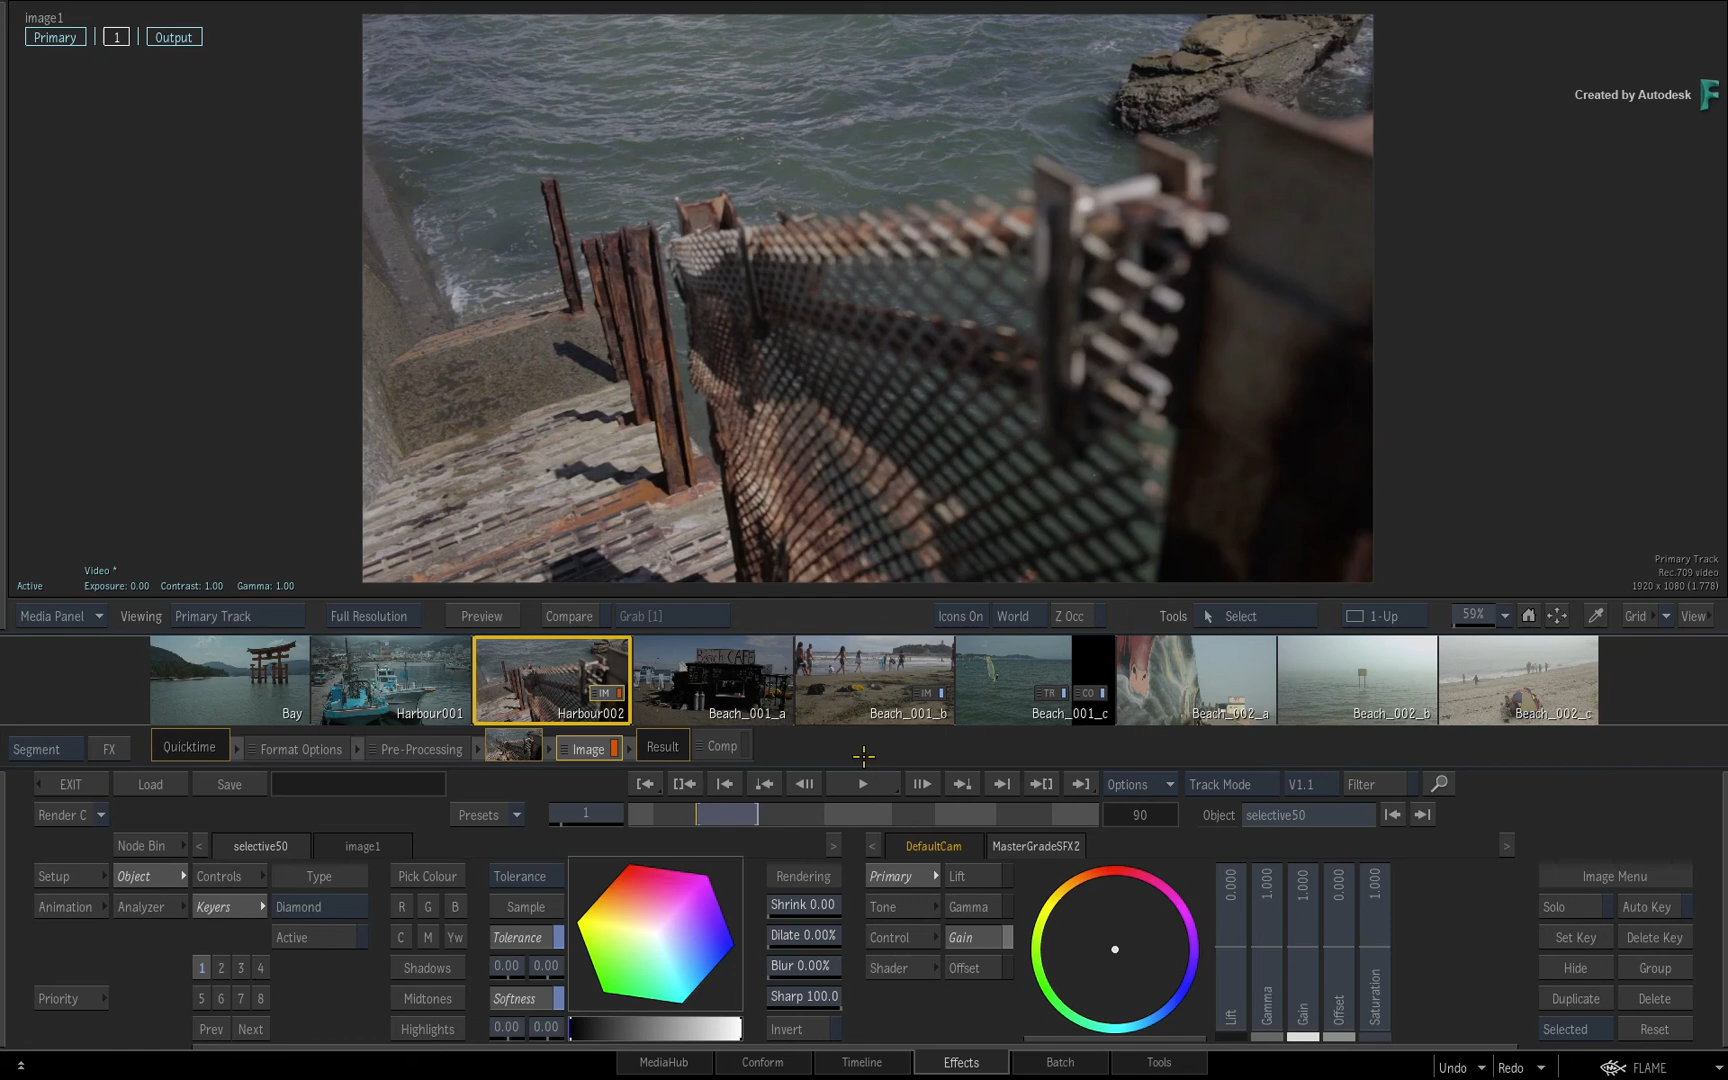 image1
Primary | 1 | Output
Created by Autodesk
Video *
Active Exposure: 0.00 Contrast: 1.00 Gamma: 1.00
Primary Track
Rec.709 video
1920 x 1080 (1.778)
Media Panel Viewing Primary Track Full Resolution Preview Compare Grab [1] Icons On World Z Occ Tools Select 1-Up 59% Grid View
BEACH CAFE
IM IM TR CO
Bay Harbour001 Harbour002 Beach_001_a Beach_001_b Beach_001_c Beach_002_a Beach_002_b Beach_002_c
Segment FX Quicktime Format Options Pre-Processing Image Result Comp
EXIT Load Save Options Track Mode V1.1 Filter
Render C Presets 1 90 Object selective50
Node Bin < selective50 image1 > < DefaultCam MasterGradeSFX2 >
Setup Object Controls Type Pick Colour Tolerance Rendering Primary Lift Image Menu
Animation Analyzer Keyers Diamond R G B Sample Shrink 0.00 Tone Gamma Solo Auto Key
Active C M Yw Tolerance Dilate 0.00% Control Gain Set Key Delete Key
1 2 3 4 Shadows 0.00 0.00 Blur 0.00% Shader Offset Hide Group
Priority 5 6 7 8 Midtones Softness Sharp 100.0 Duplicate Delete
Prev Next Highlights 0.00 0.00 Invert Selected Reset
0.000 1.000 1.000 0.000 1.000
Lift Gamma Gain Offset Saturation
MediaHub Conform Timeline Effects Batch Tools Undo Redo FLAME